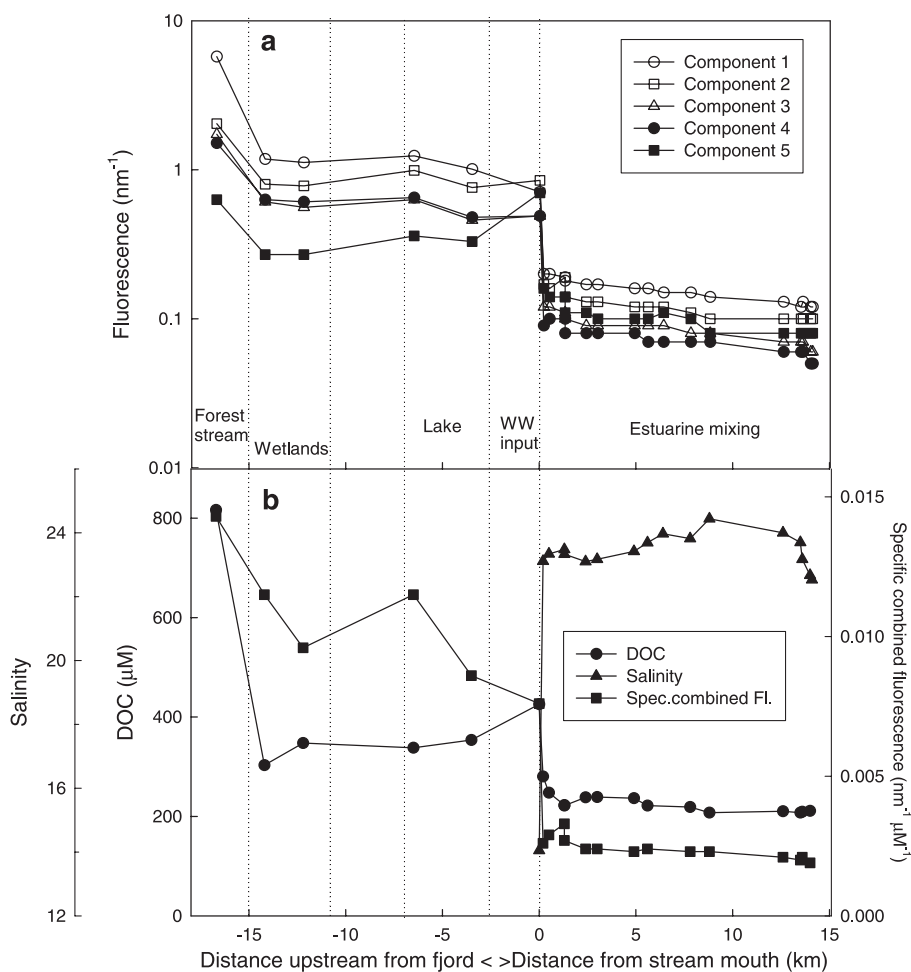 10
a
Component 1
Component 2
Component 3
Component 4
Component 5
1
Fluorescence (nm⁻¹)
0.1
Forest
stream
Wetlands
Lake
WW
input
Estuarine mixing
0.01
b
0.015
24
800
600
DOC
Salinity
Spec.combined Fl.
0.010
20
Salinity
DOC (µM)
400
Specific combined fluorescence (nm⁻¹ µM⁻¹)
0.005
16
200
12
0
0.000
-15 -10 -5 0 5 10 15
Distance upstream from fjord < >Distance from stream mouth (km)